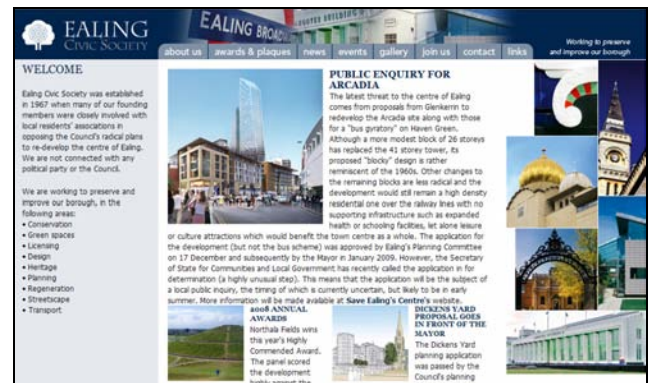 EALING
CIVIC SOCIETY
EALING BROAD
Working to preserve
and improve our borough
about us
awards & plaques
news
events
gallery
join us
contact
links
WELCOME
Ealing Civic Society was established
in 1967 when many of our founding
members were closely involved with
local residents' associations in
opposing the Council's radical plans
to re-develop the centre of Ealing.
We are not connected with any
political party or the Council.
We are working to preserve and
improve our borough, in the
following areas:
• Conservation
• Green spaces
• Licensing
• Design
• Heritage
• Planning
• Regeneration
• Streetscape
• Transport
PUBLIC ENQUIRY FOR
ARCADIA
The latest threat to the centre of Ealing
comes from proposals from Glenkerrin to
redevelop the Arcadia site along with those
for a "bus gyratory" on Haven Green.
Although a more modest block of 26 storeys
has replaced the 41 storey tower, its
proposed "blocky" design is rather
reminiscent of the 1960s. Other changes to
the remaining blocks are less radical and the
development would still remain a high density
residential one over the railway lines with no
supporting infrastructure such as expanded
health or schooling facilities, let alone leisure
or culture attractions which would benefit the town centre as a whole. The application for
the development (but not the bus scheme) was approved by Ealing's Planning Committee
on 17 December and subsequently by the Mayor in January 2009. However, the Secretary
of State for Communities and Local Government has recently called the application in for
determination (a highly unusual step). This means that the application will be the subject of
a local public inquiry, the timing of which is currently uncertain, but likely to be in early
summer. More information will be made available at Save Ealing's Centre's website.
2008 ANNUAL
AWARDS
Northala Fields wins
this year's Highly
Commended Award.
The panel scored
the development
highly against the
DICKENS YARD
PROPOSAL GOES
IN FRONT OF THE
MAYOR
The Dickens Yard
planning application
was passed by the
Council's planning